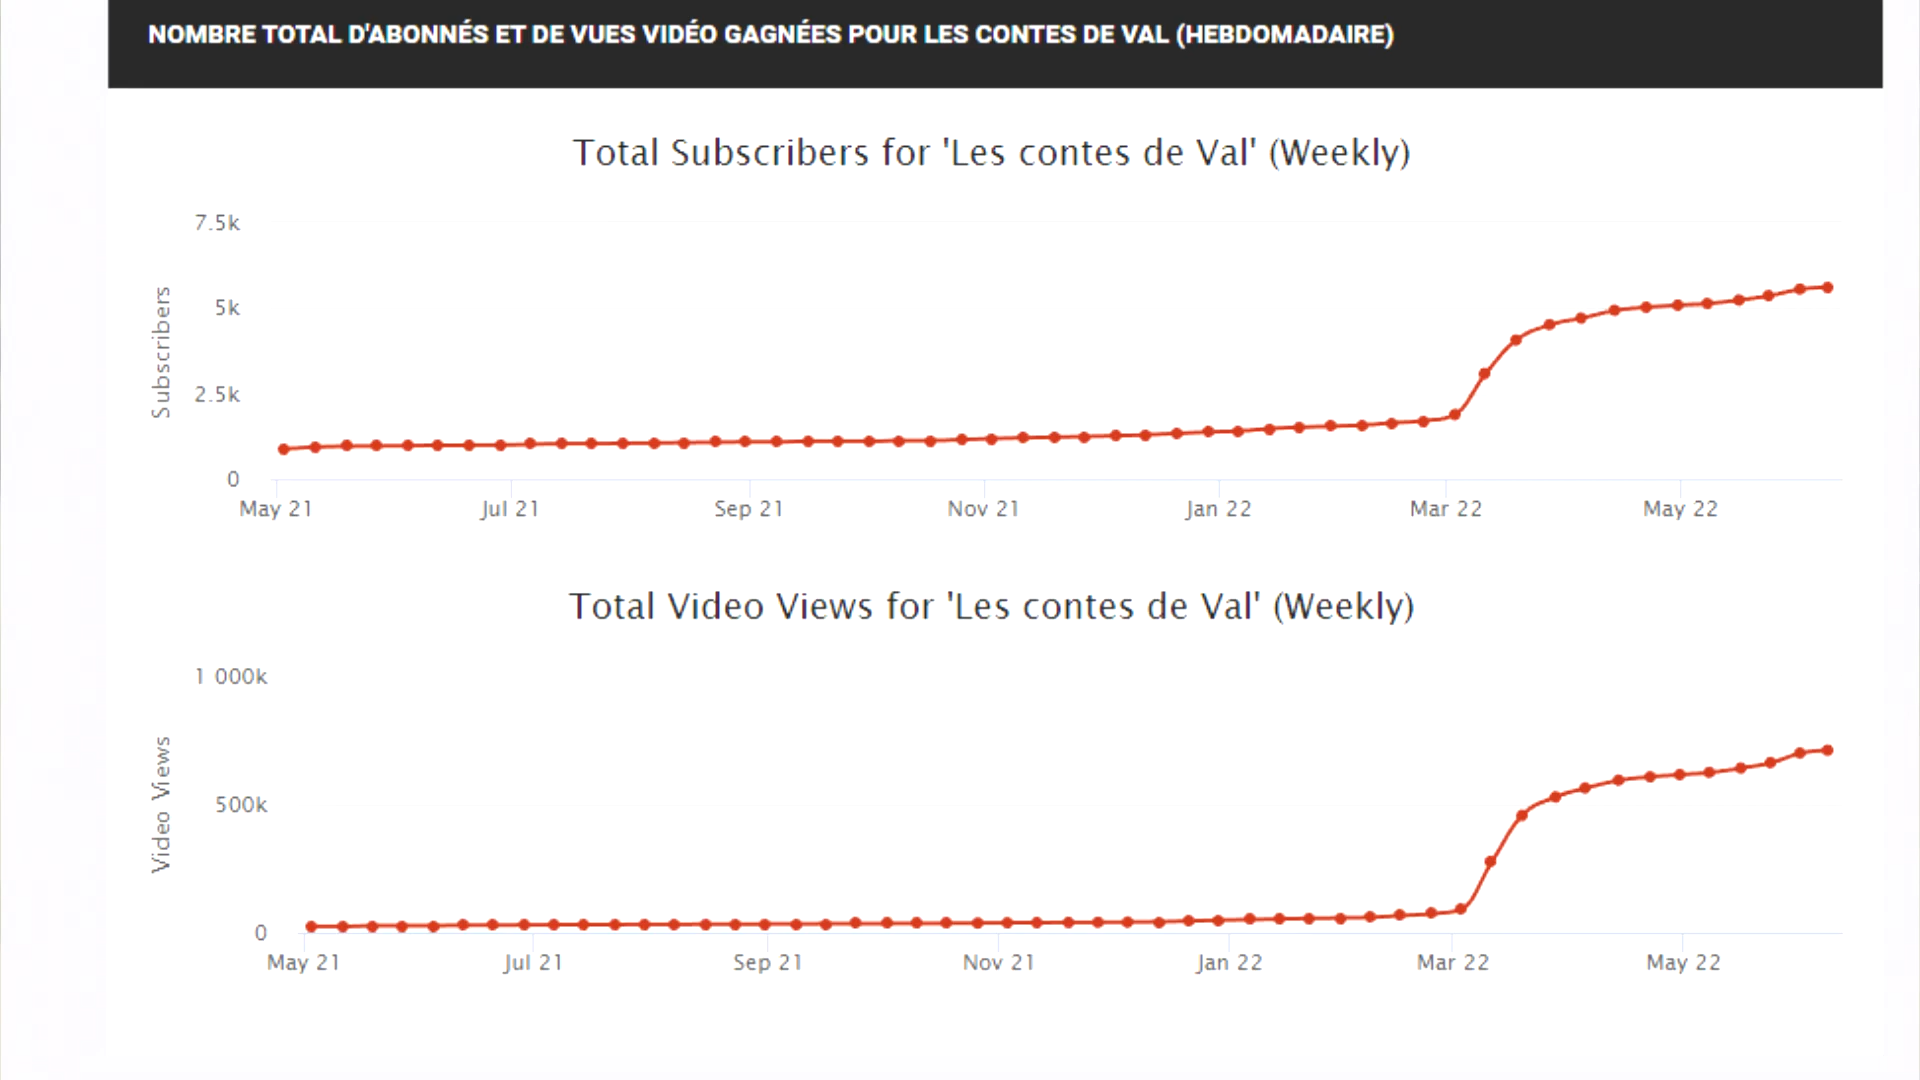 NOMBRE TOTAL D'ABONNÉS ET DE VUES VIDÉO GAGNÉES POUR LES CONTES DE VAL (HEBDOMADAIRE)
Total Subscribers for 'Les contes de Val' (Weekly)
Subscribers
7.5k
5k
2.5k
0
May 21 Jul 21 Sep 21 Nov 21 Jan 22 Mar 22 May 22
Total Video Views for 'Les contes de Val' (Weekly)
Video Views
1 000k
500k
0
May 21 Jul 21 Sep 21 Nov 21 Jan 22 Mar 22 May 22